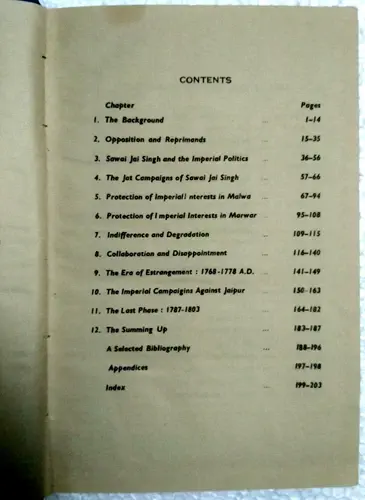 CONTENTS
Chapter Pages
1. The Background ... 1-14
2. Opposition and Reprimands ... 15-35
3. Sawai Jai Singh and the Imperial Politics ... 36-56
4. The Jat Campaigns of Sawai Jai Singh ... 57-66
5. Protection of Imperial Interests in Malwa ... 67-94
6. Protection of Imperial Interests in Marwar 95-108
7. Indifference and Degradation ... 109-115
8. Collaboration and Disappointment ... 116-140
9. The Era of Estrangement : 1768-1778 A.D. ... 141-149
10. The Imperial Campaigins Against Jaipur ... 150-163
11. The Last Phase : 1787-1803 ... 164-182
12. The Summing Up ... 183-187
A Selected Bibliography ... 188-196
Appendices 197-198
Index ... 199-203